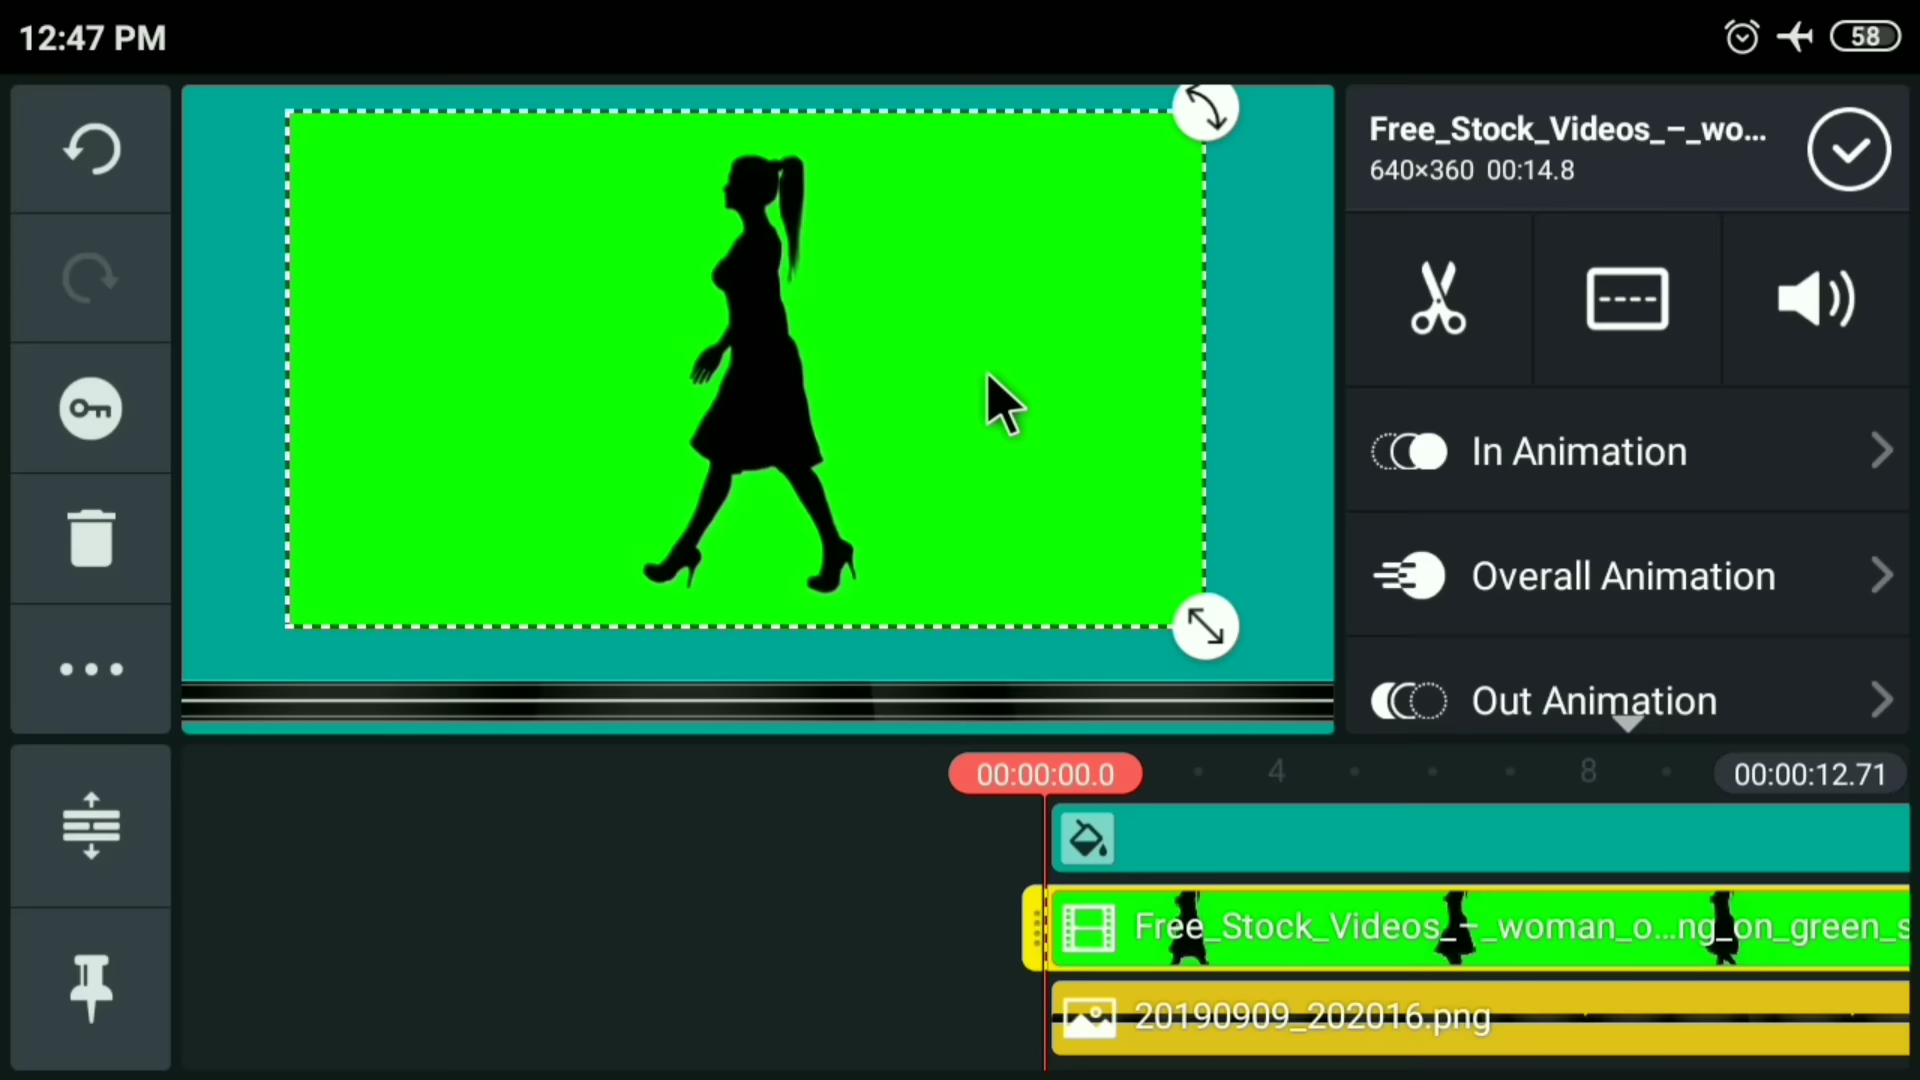 12:47 PM
58
Free_Stock_Videos_–_wo...
640×360 00:14.8
In Animation
Overall Animation
Out Animation
00:00:00.0
4
8
00:00:12.71
Free_Stock_Videos_–_woman_o...ng_on_green_s
20190909_202016.png